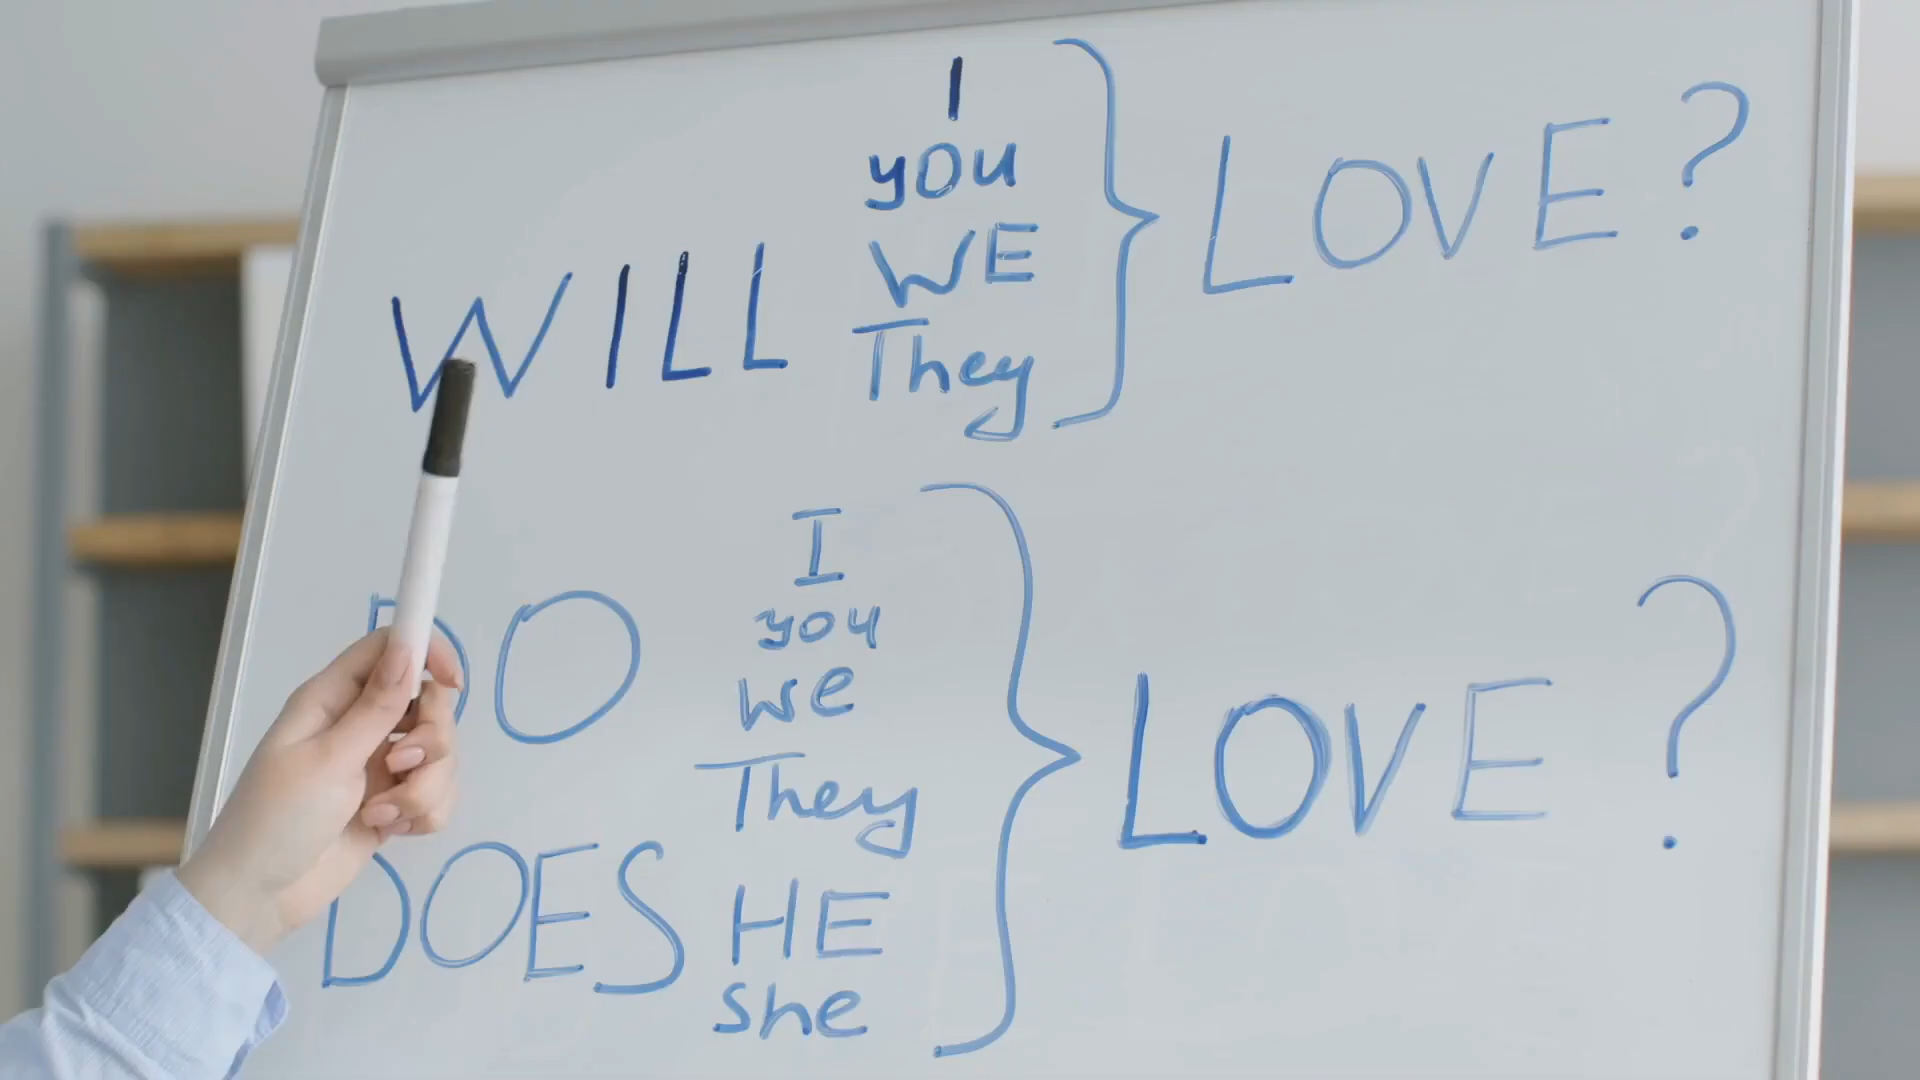 I
you
WE
They
WILL
LOVE?
I
you
we
They
DO
LOVE?
DOES
HE
she